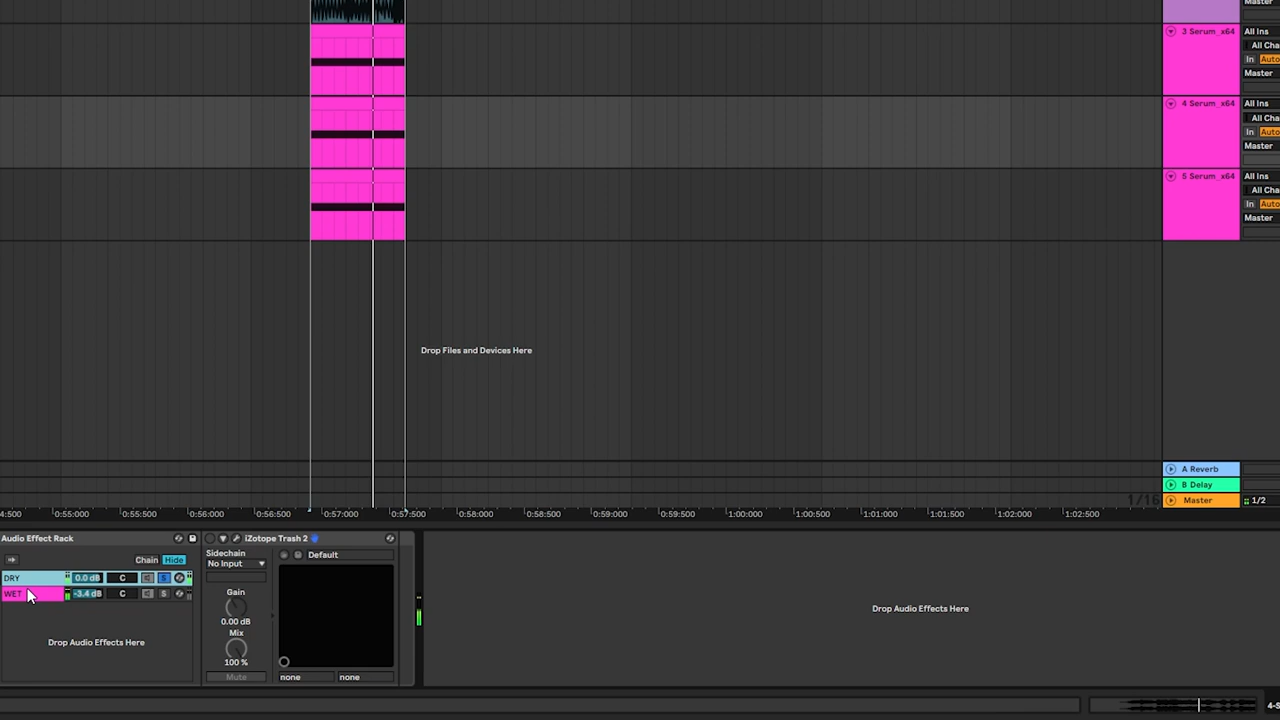 Master
3 Serum_x64
All Ins
All Cha
In Auto
Master
4 Serum_x64
All Ins
All Cha
In Auto
Master
5 Serum_x64
All Ins
All Cha
In Auto
Master
Drop Files and Devices Here
A Reverb
B Delay
1/16
Master
1/2
4:500
0:55:000
0:55:500
0:56:000
0:56:500
0:57:000
0:57:500
0:58:000
0:58:500
0:59:000
0:59:500
1:00:000
1:00:500
1:01:000
1:01:500
1:02:000
1:02:500
Audio Effect Rack
Chain Hide
DRY 0.0 dB C S
WET -3.4 dB C S
Drop Audio Effects Here
iZotope Trash 2
Sidechain
No Input
Default
Gain
0.00 dB
Mix
100 %
Mute
none none
Drop Audio Effects Here